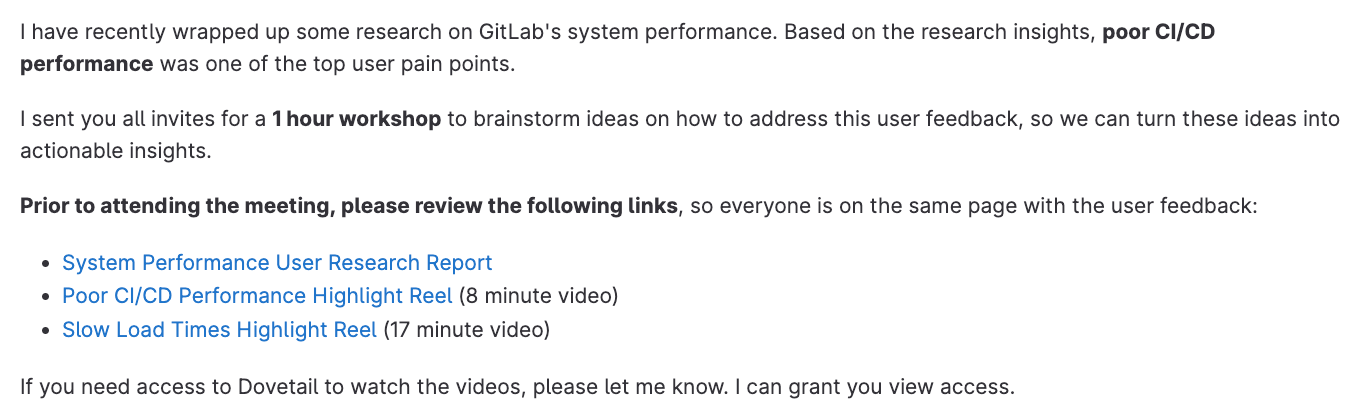 I have recently wrapped up some research on GitLab's system performance. Based on the research insights, poor CI/CD
performance was one of the top user pain points.
I sent you all invites for a 1 hour workshop to brainstorm ideas on how to address this user feedback, so we can turn these ideas into
actionable insights.
Prior to attending the meeting, please review the following links, so everyone is on the same page with the user feedback:
• System Performance User Research Report
• Poor CI/CD Performance Highlight Reel (8 minute video)
• Slow Load Times Highlight Reel (17 minute video)
If you need access to Dovetail to watch the videos, please let me know. I can grant you view access.